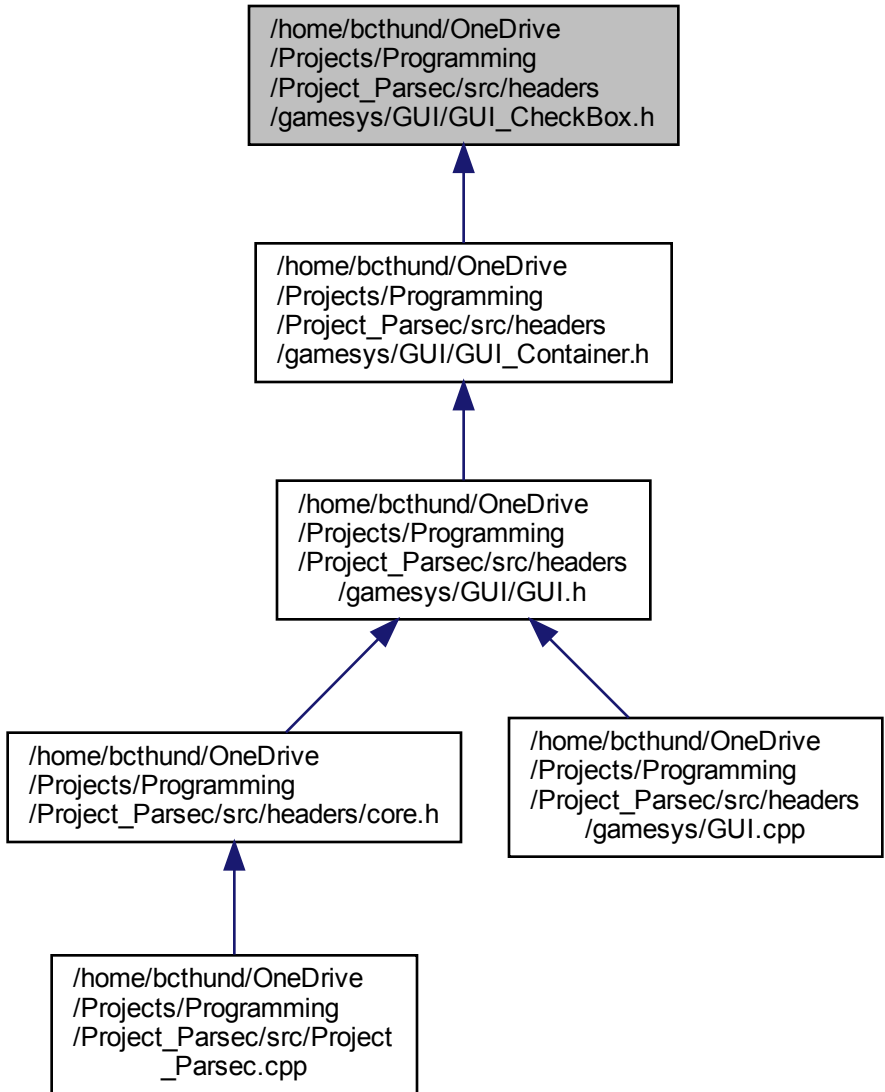 /home/bcthund/OneDrive
/Projects/Programming
/Project_Parsec/src/headers
/gamesys/GUI/GUI_CheckBox.h
/home/bcthund/OneDrive
/Projects/Programming
/Project_Parsec/src/headers
/gamesys/GUI/GUI_Container.h
/home/bcthund/OneDrive
/Projects/Programming
/Project_Parsec/src/headers
/gamesys/GUI/GUI.h
/home/bcthund/OneDrive
/Projects/Programming
/Project_Parsec/src/headers/core.h
/home/bcthund/OneDrive
/Projects/Programming
/Project_Parsec/src/headers
/gamesys/GUI.cpp
/home/bcthund/OneDrive
/Projects/Programming
/Project_Parsec/src/Project
_Parsec.cpp